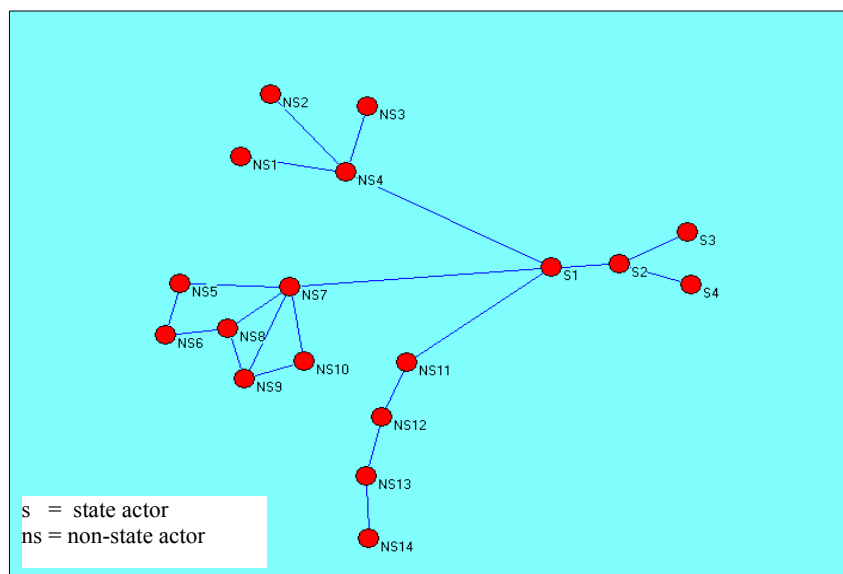 NS2
NS3
NS1
NS4
S3
S1
S2
S4
NS5
NS7
NS6
NS8
NS9
NS10
NS11
NS12
NS13
NS14
s = state actor
ns = non-state actor